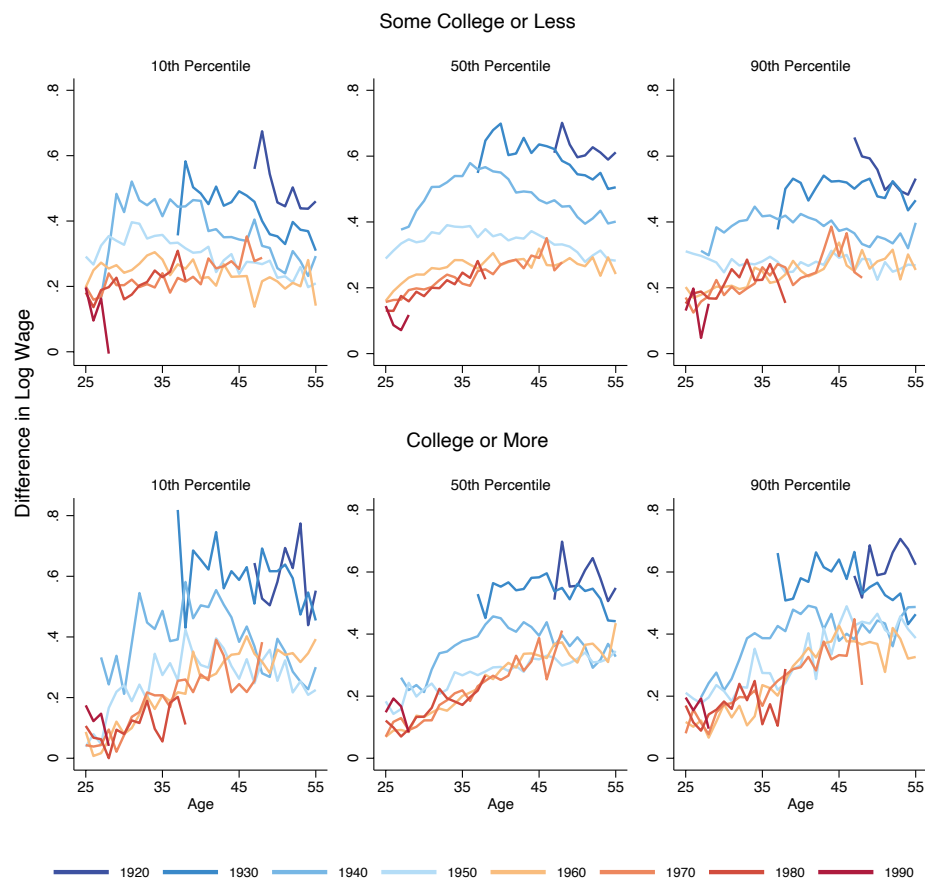 Some College or Less
10th Percentile
50th Percentile
90th Percentile
.8
.6
.4
.2
0
25 35 45 55
.8
.6
.4
.2
0
25 35 45 55
.8
.6
.4
.2
0
25 35 45 55
Difference in Log Wage
College or More
10th Percentile
50th Percentile
90th Percentile
.8
.6
.4
.2
0
25 35 45 55
Age
.8
.6
.4
.2
0
25 35 45 55
Age
.8
.6
.4
.2
0
25 35 45 55
Age
1920 1930 1940 1950 1960 1970 1980 1990